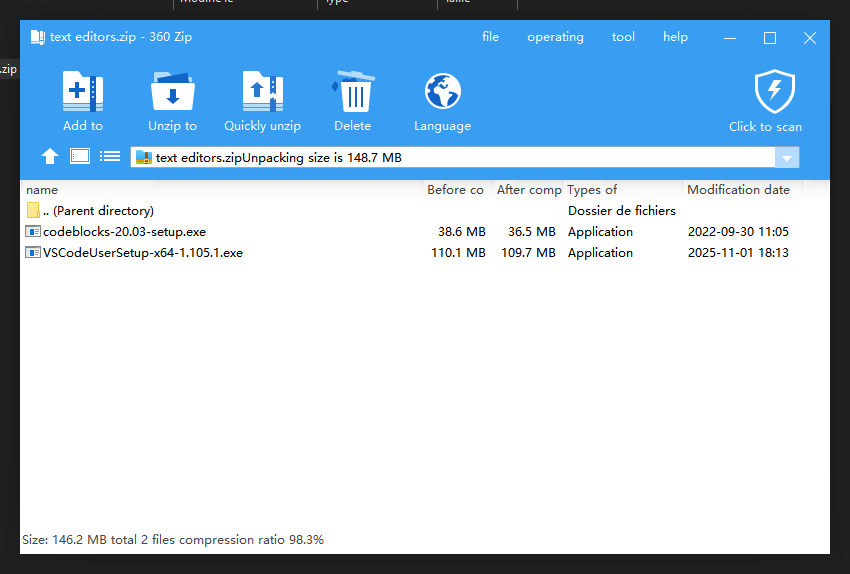 text editors.zip - 360 Zip
file operating tool help
.zip
Add to Unzip to Quickly unzip Delete Language Click to scan
text editors.zipUnpacking size is 148.7 MB
name Before co After comp Types of Modification date
.. (Parent directory) Dossier de fichiers
codeblocks-20.03-setup.exe 38.6 MB 36.5 MB Application 2022-09-30 11:05
VSCodeUserSetup-x64-1.105.1.exe 110.1 MB 109.7 MB Application 2025-11-01 18:13
Size: 146.2 MB total 2 files compression ratio 98.3%